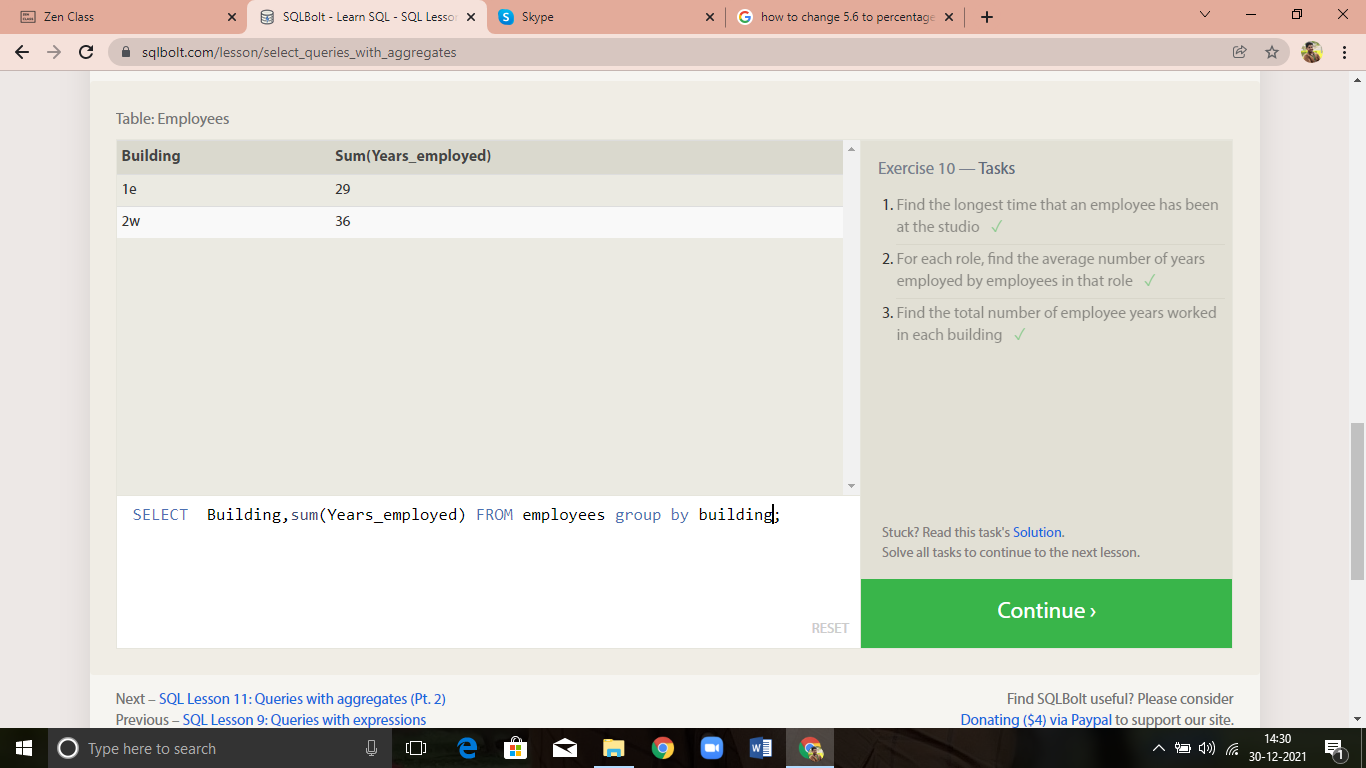 Zen Class
SQLBolt - Learn SQL - SQL Lesson
Skype
how to change 5.6 to percentage
sqlbolt.com/lesson/select_queries_with_aggregates
Table: Employees
Building Sum(Years_employed)
1e 29
2w 36
SELECT  Building,sum(Years_employed) FROM employees group by building;
RESET
Exercise 10 — Tasks
1. Find the longest time that an employee has been
at the studio ✓
2. For each role, find the average number of years
employed by employees in that role ✓
3. Find the total number of employee years worked
in each building ✓
Stuck? Read this task's Solution.
Solve all tasks to continue to the next lesson.
Continue ›
Next – SQL Lesson 11: Queries with aggregates (Pt. 2)
Previous – SQL Lesson 9: Queries with expressions
Find SQLBolt useful? Please consider
Donating ($4) via Paypal to support our site.
Type here to search
14:30
30-12-2021
1